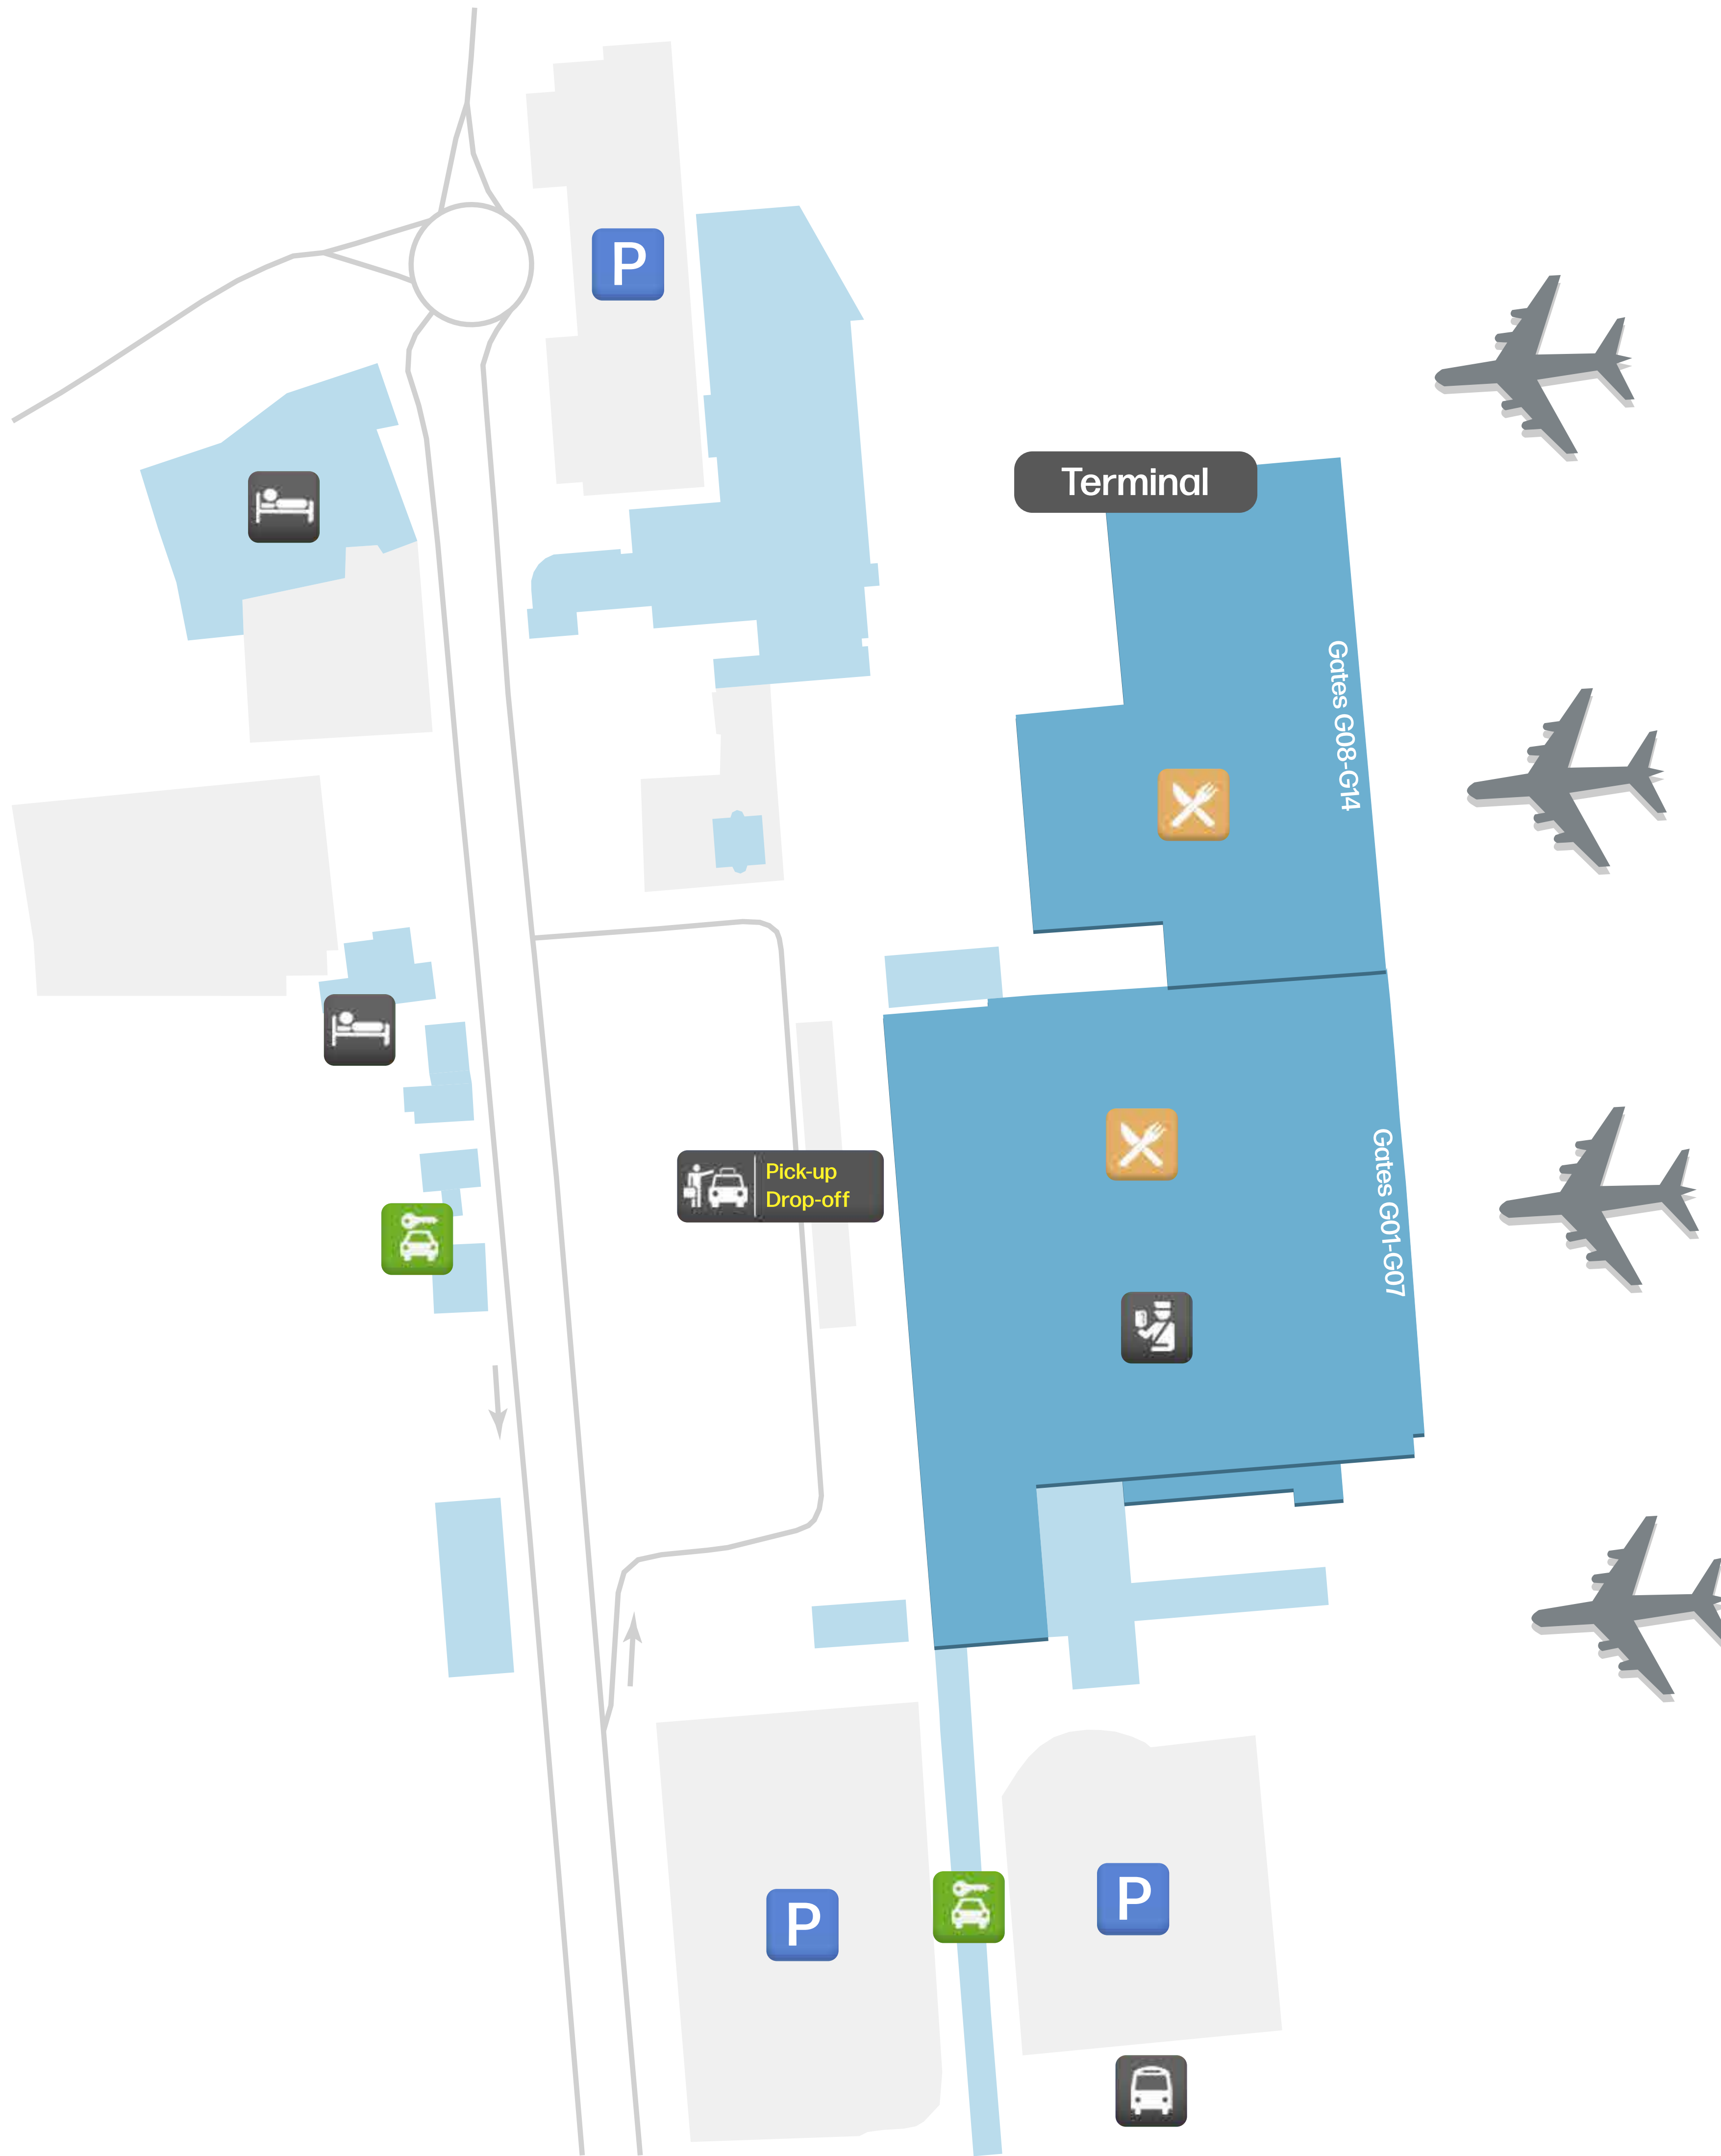 P
Terminal
Gates G08-G14
Pick-up
Drop-off
Gates G01-G07
P
P